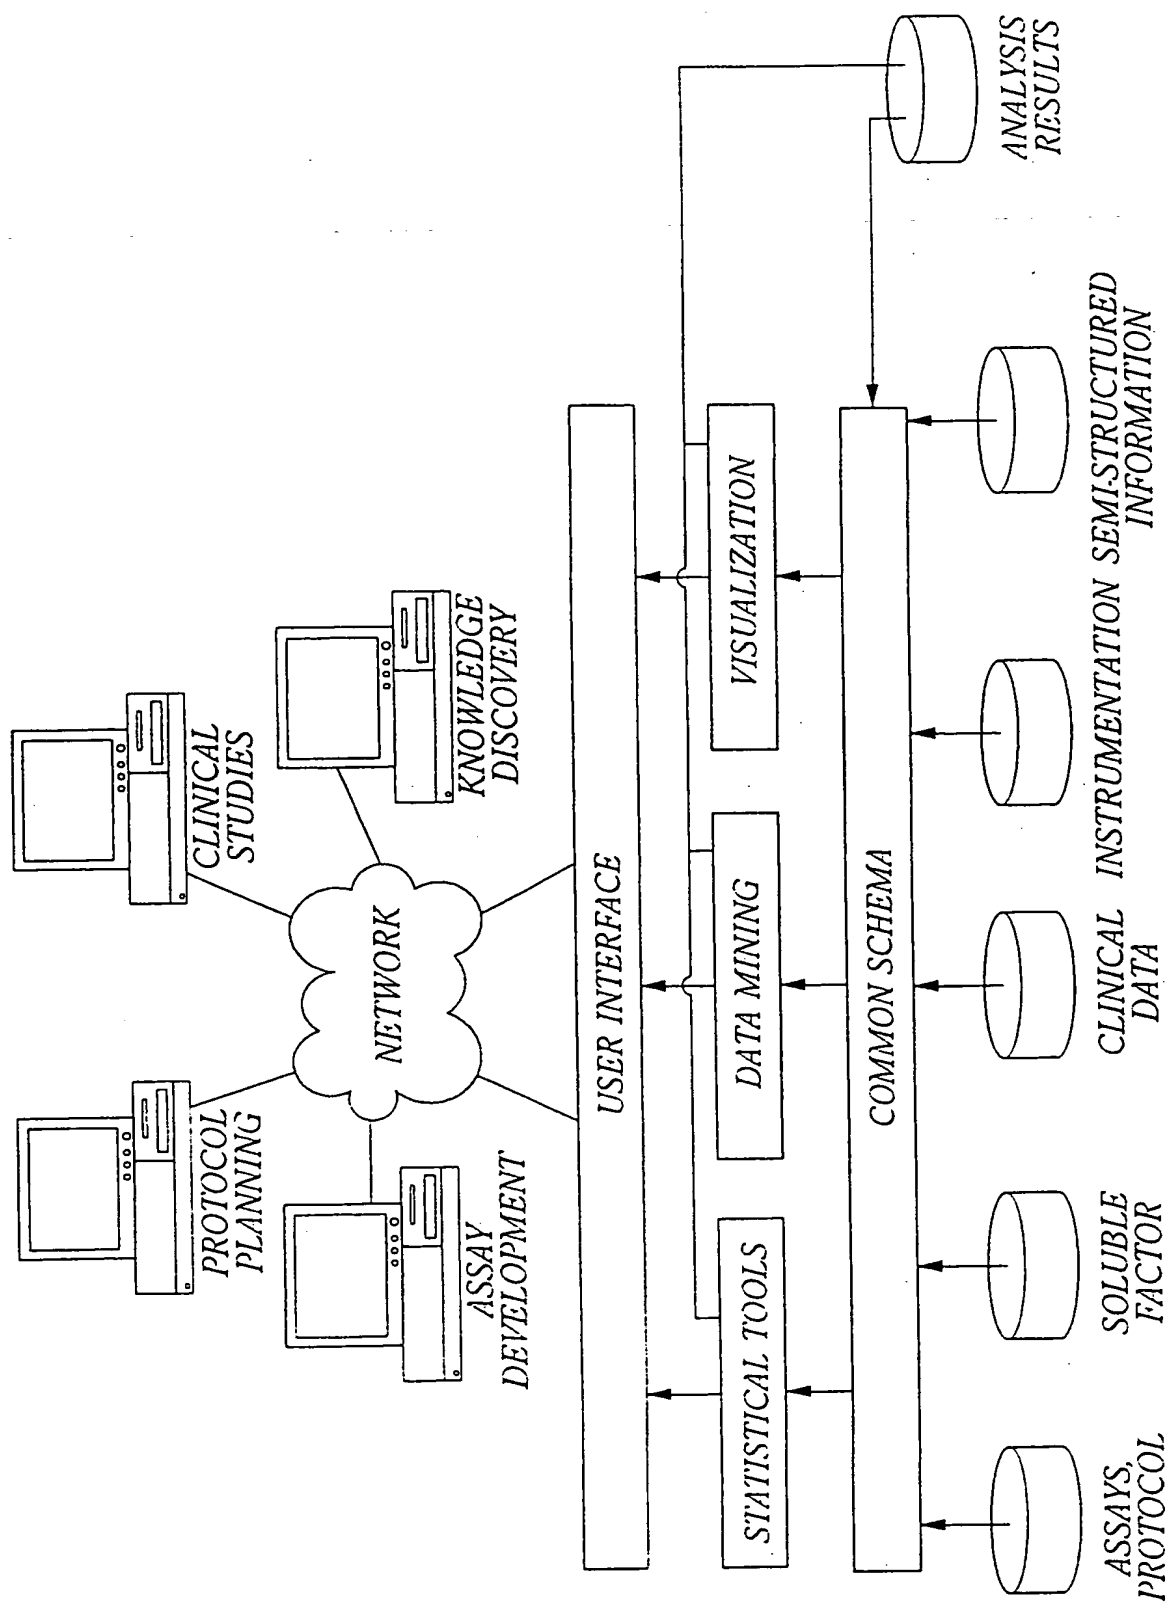 PROTOCOL
PLANNING
CLINICAL
STUDIES
ASSAY
DEVELOPMENT
NETWORK
KNOWLEDGE
DISCOVERY
USER INTERFACE
STATISTICAL TOOLS
DATA MINING
VISUALIZATION
COMMON SCHEMA
ASSAYS,
PROTOCOL
SOLUBLE
FACTOR
CLINICAL
DATA
INSTRUMENTATION
SEMI-STRUCTURED
INFORMATION
ANALYSIS
RESULTS